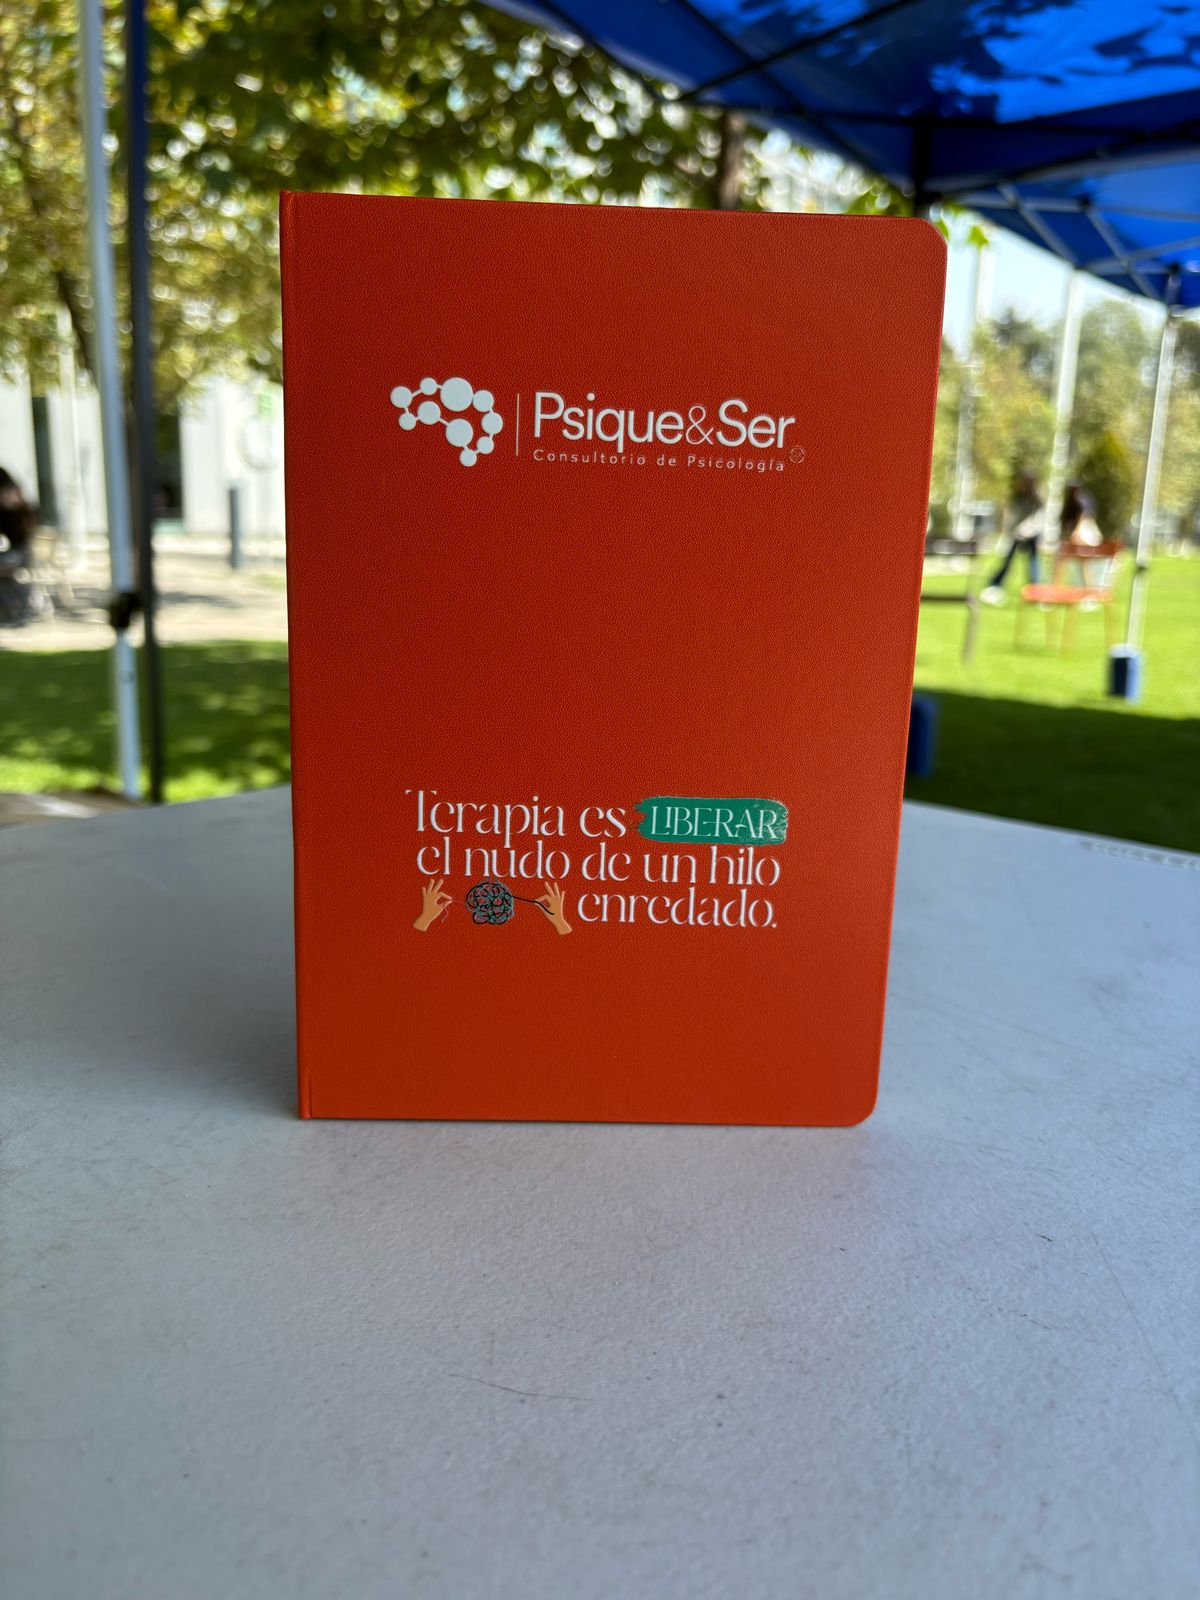 Psique&Ser
Consultorio de Psicología
Terapia es LIBERAR
el nudo de un hilo
enredado.